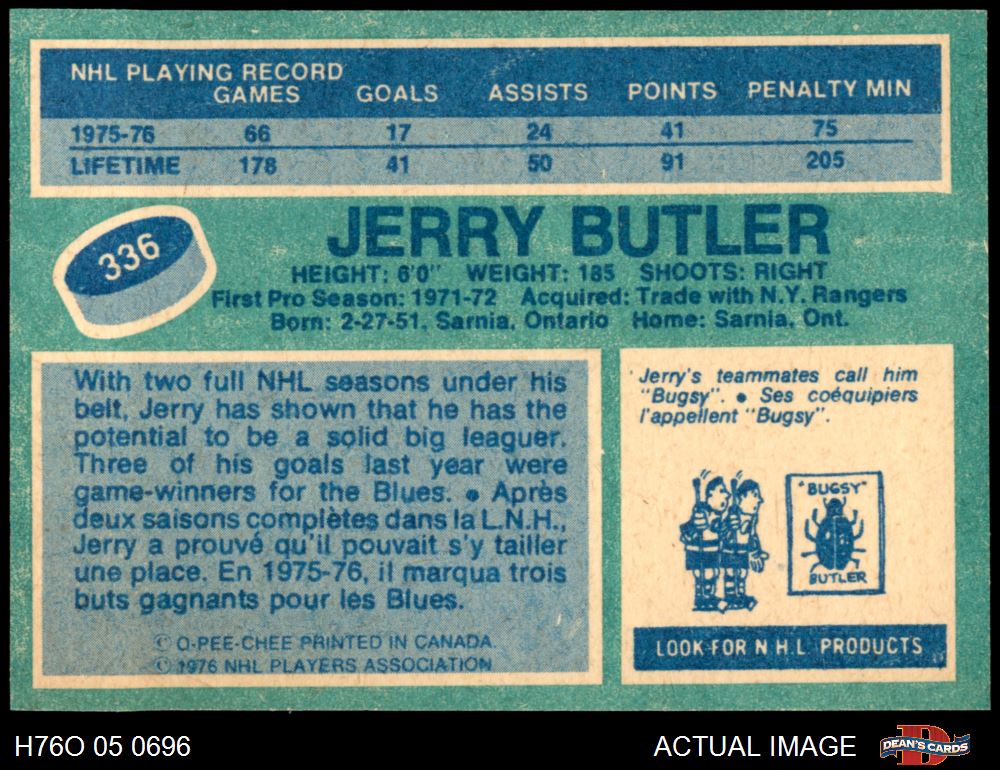 NHL PLAYING RECORD
GAMES GOALS ASSISTS POINTS PENALTY MIN
1975-76 66 17 24 41 75
LIFETIME 178 41 50 91 205
336
JERRY BUTLER
HEIGHT: 6'0" WEIGHT: 185 SHOOTS: RIGHT
First Pro Season: 1971-72 Acquired: Trade with N.Y. Rangers
Born: 2-27-51, Sarnia, Ontario Home: Sarnia, Ont.
With two full NHL seasons under his
belt, Jerry has shown that he has the
potential to be a solid big leaguer.
Three of his goals last year were
game-winners for the Blues. • Après
deux saisons complètes dans la L.N.H.,
Jerry a prouvé qu'il pouvait s'y tailler
une place. En 1975-76, il marqua trois
buts gagnants pour les Blues.
© O-PEE-CHEE PRINTED IN CANADA.
© 1976 NHL PLAYERS ASSOCIATION
Jerry's teammates call him
"Bugsy". • Ses coéquipiers
l'appellent "Bugsy".
"BUGSY"
BUTLER
LOOK FOR N H L PRODUCTS
H76O 05 0696
ACTUAL IMAGE
DEAN'S CARDS